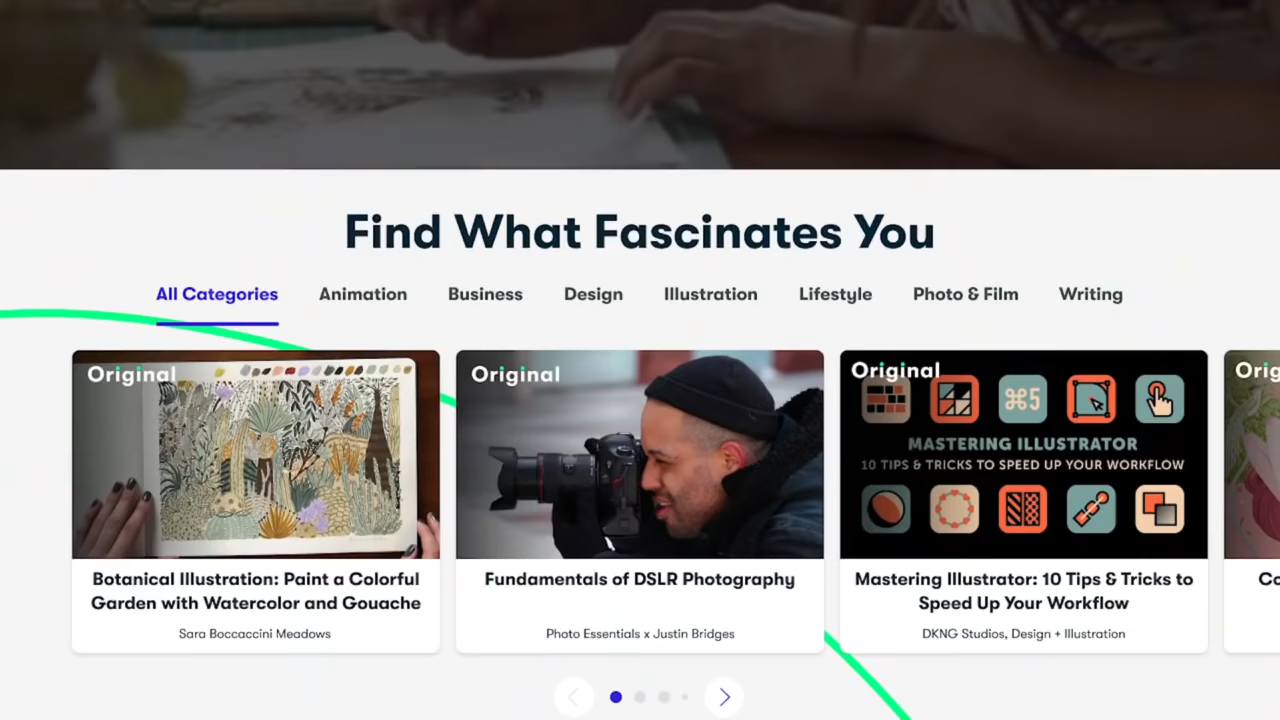 Find What Fascinates You
All Categories Animation Business Design Illustration Lifestyle Photo & Film Writing
Original
Botanical Illustration: Paint a Colorful
Garden with Watercolor and Gouache
Sara Boccaccini Meadows
Original
Fundamentals of DSLR Photography
Photo Essentials x Justin Bridges
Original
⌘5
MASTERING ILLUSTRATOR
10 TIPS & TRICKS TO SPEED UP YOUR WORKFLOW
Mastering Illustrator: 10 Tips & Tricks to
Speed Up Your Workflow
DKNG Studios, Design + Illustration
Orig
Co